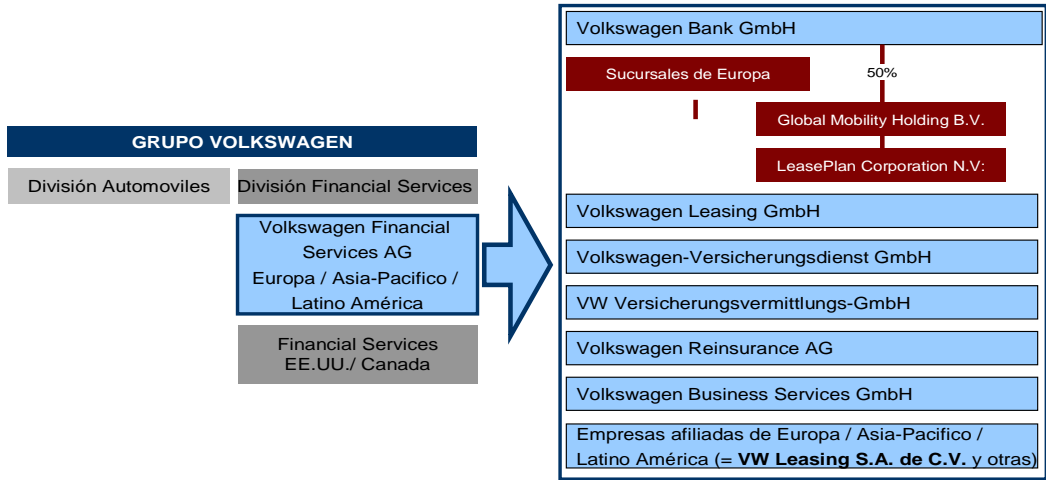 GRUPO VOLKSWAGEN
División Automoviles
División Financial Services
Volkswagen Financial
Services AG
Europa / Asia-Pacifico /
Latino América
Financial Services
EE.UU./ Canada
Volkswagen Bank GmbH
Sucursales de Europa
50%
Global Mobility Holding B.V.
LeasePlan Corporation N.V:
Volkswagen Leasing GmbH
Volkswagen-Versicherungsdienst GmbH
VW Versicherungsvermittlungs-GmbH
Volkswagen Reinsurance AG
Volkswagen Business Services GmbH
Empresas afiliadas de Europa / Asia-Pacifico /
Latino América (= VW Leasing S.A. de C.V. y otras)